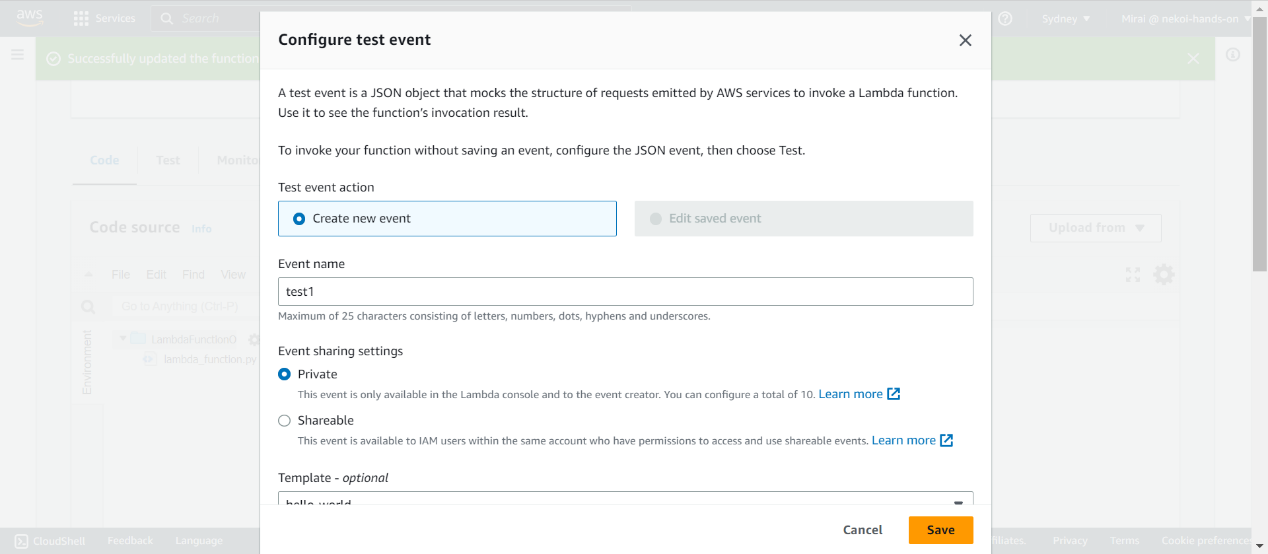 aws
Services
Search
Sydney
Mirai @ nekoi-hands-on
Successfully updated the function
Configure test event
A test event is a JSON object that mocks the structure of requests emitted by AWS services to invoke a Lambda function.
Use it to see the function's invocation result.
To invoke your function without saving an event, configure the JSON event, then choose Test.
Code
Test
Monito
Test event action
Create new event
Edit saved event
Code source
Info
Upload from
File
Edit
Find
View
Event name
test1
Go to Anything (Ctrl-P)
Maximum of 25 characters consisting of letters, numbers, dots, hyphens and underscores.
Environment
LambdaFunction0
lambda_function.py
Event sharing settings
Private
This event is only available in the Lambda console and to the event creator. You can configure a total of 10. Learn more
Shareable
This event is available to IAM users within the same account who have permissions to access and use shareable events. Learn more
Template - optional
hello-world
Cancel
Save
CloudShell
Feedback
Language
ffiliates.
Privacy
Terms
Cookie preferences